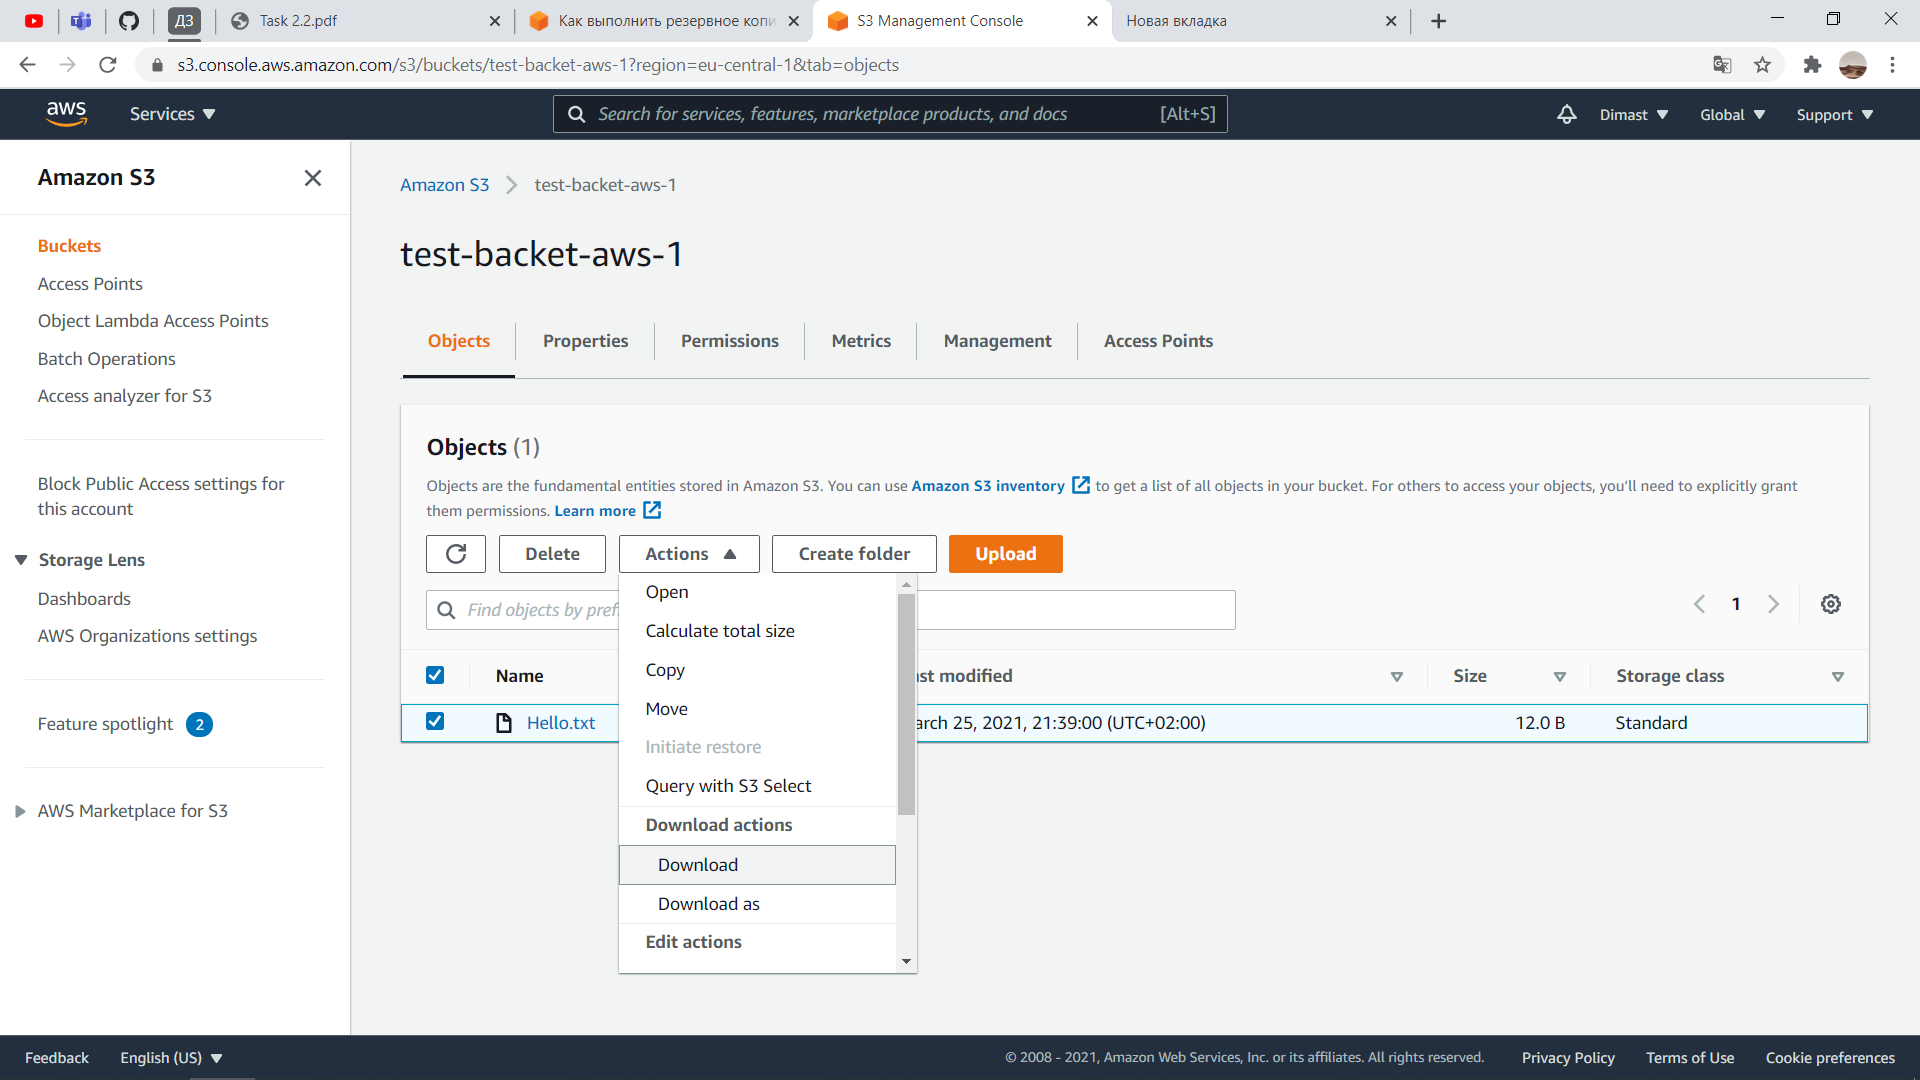 ДЗ
Task 2.2.pdf
Как выполнить резервное копи
S3 Management Console
Новая вкладка
s3.console.aws.amazon.com/s3/buckets/test-backet-aws-1?region=eu-central-1&tab=objects
aws
Services
Search for services, features, marketplace products, and docs
[Alt+S]
Dimast
Global
Support
Amazon S3
Buckets
Access Points
Object Lambda Access Points
Batch Operations
Access analyzer for S3
Block Public Access settings for
this account
Storage Lens
Dashboards
AWS Organizations settings
Feature spotlight 2
AWS Marketplace for S3
Amazon S3
test-backet-aws-1
test-backet-aws-1
Objects
Properties
Permissions
Metrics
Management
Access Points
Objects (1)
Objects are the fundamental entities stored in Amazon S3. You can use Amazon S3 inventory to get a list of all objects in your bucket. For others to access your objects, you'll need to explicitly grant
them permissions. Learn more
Delete
Actions
Create folder
Upload
Find objects by pref
1
Name
st modified
Size
Storage class
Hello.txt
arch 25, 2021, 21:39:00 (UTC+02:00)
12.0 B
Standard
Open
Calculate total size
Copy
Move
Initiate restore
Query with S3 Select
Download actions
Download
Download as
Edit actions
Feedback
English (US)
© 2008 - 2021, Amazon Web Services, Inc. or its affiliates. All rights reserved.
Privacy Policy
Terms of Use
Cookie preferences